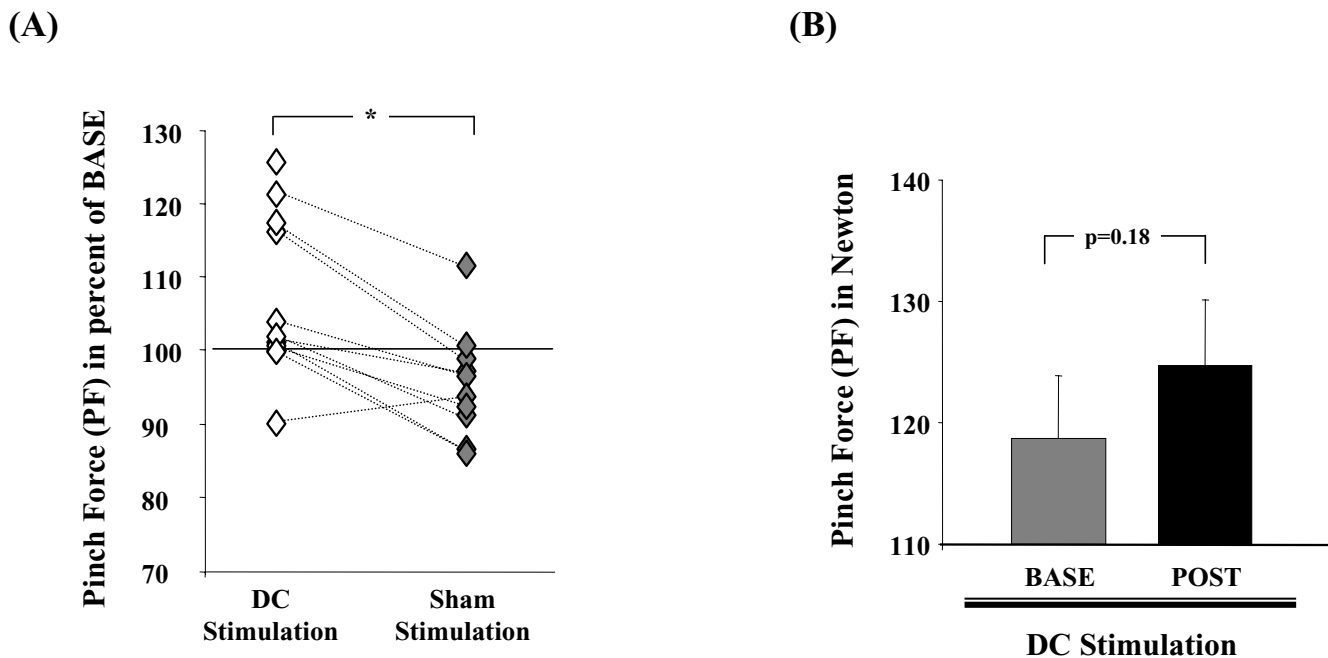 (A)
Pinch Force (PF) in percent of BASE
130
120
110
100
90
80
70
*
DC
Stimulation
Sham
Stimulation
(B)
Pinch Force (PF) in Newton
140
130
120
110
p=0.18
BASE
POST
DC Stimulation